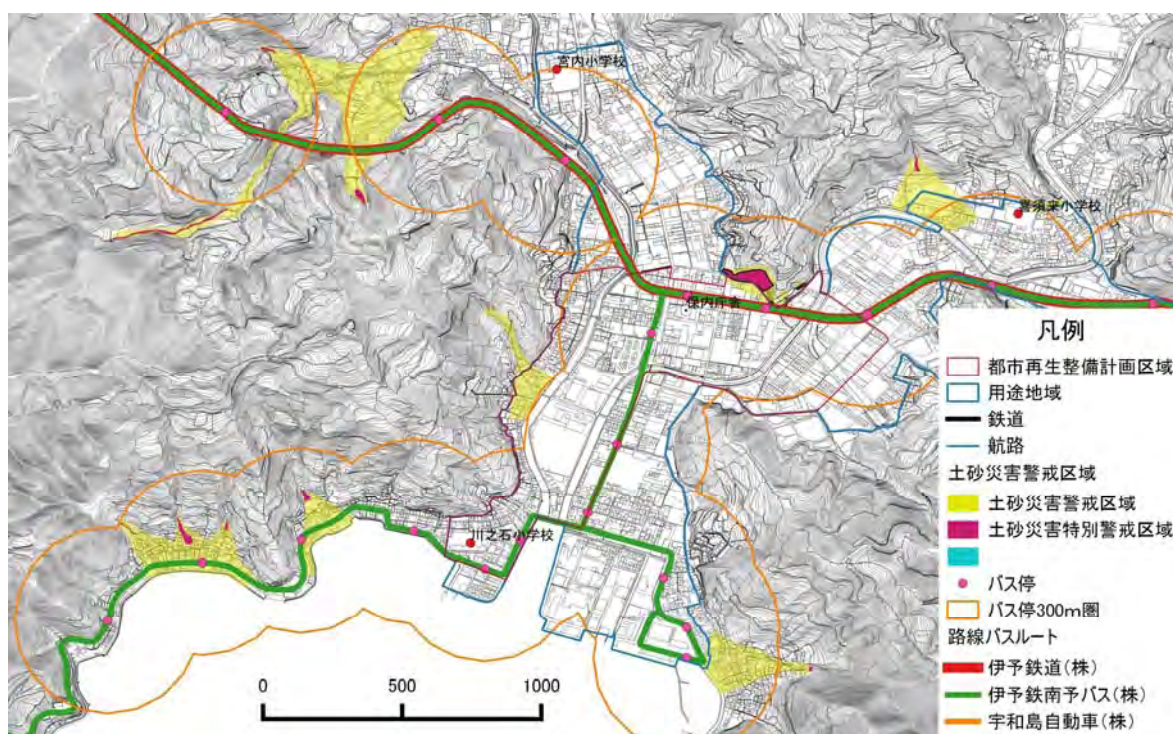 宮内小学校
喜須来小学校
保内庁舎
川之石小学校
0 500 1000
凡例
都市再生整備計画区域
用途地域
鉄道
航路
土砂災害警戒区域
土砂災害警戒区域
土砂災害特別警戒区域
バス停
バス停300m圏
路線バスルート
伊予鉄道(株)
伊予鉄南予バス(株)
宇和島自動車(株)